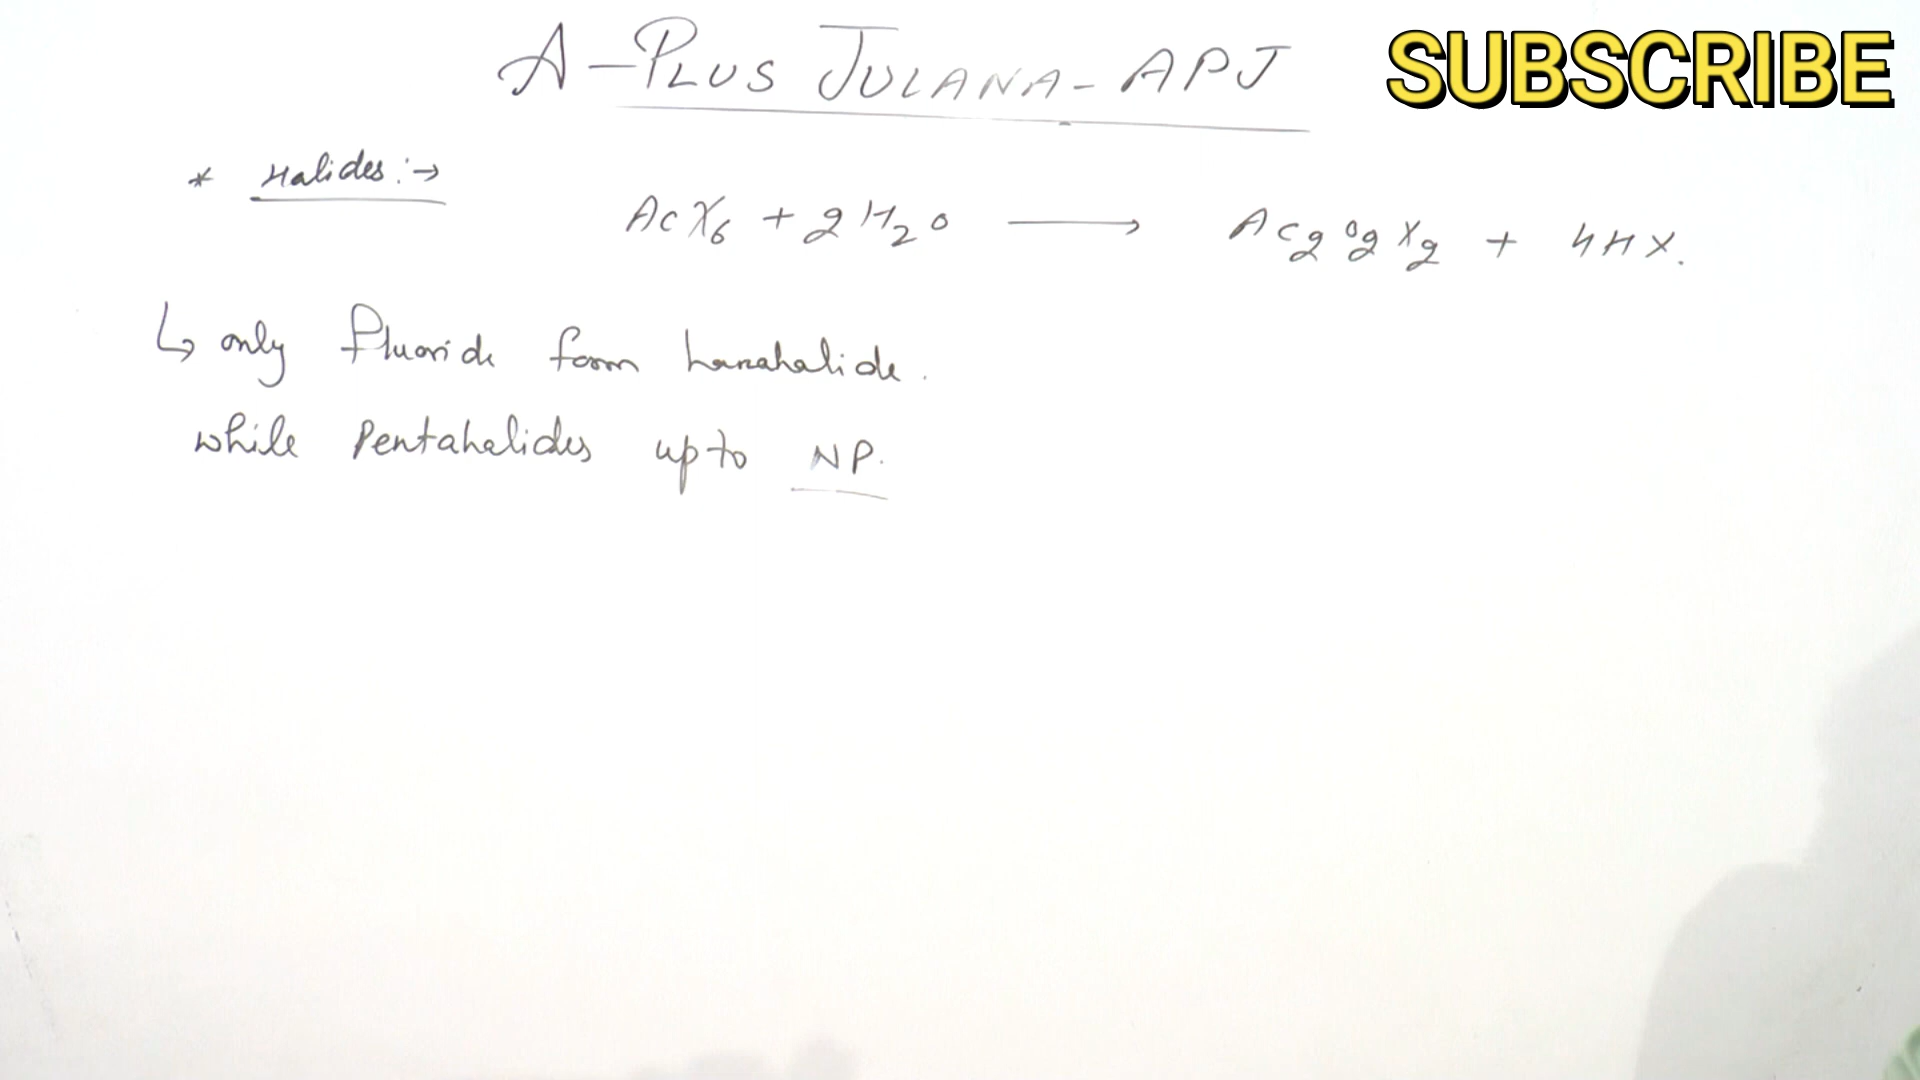 A-PLUS JULANA - APJ
SUBSCRIBE
* Halides :→
AcX₆ + 2H₂O ⟶ Ac₂O₂X₂ + 4HX.
↳ only fluoride form hexahalide.
while Pentahalides upto NP.